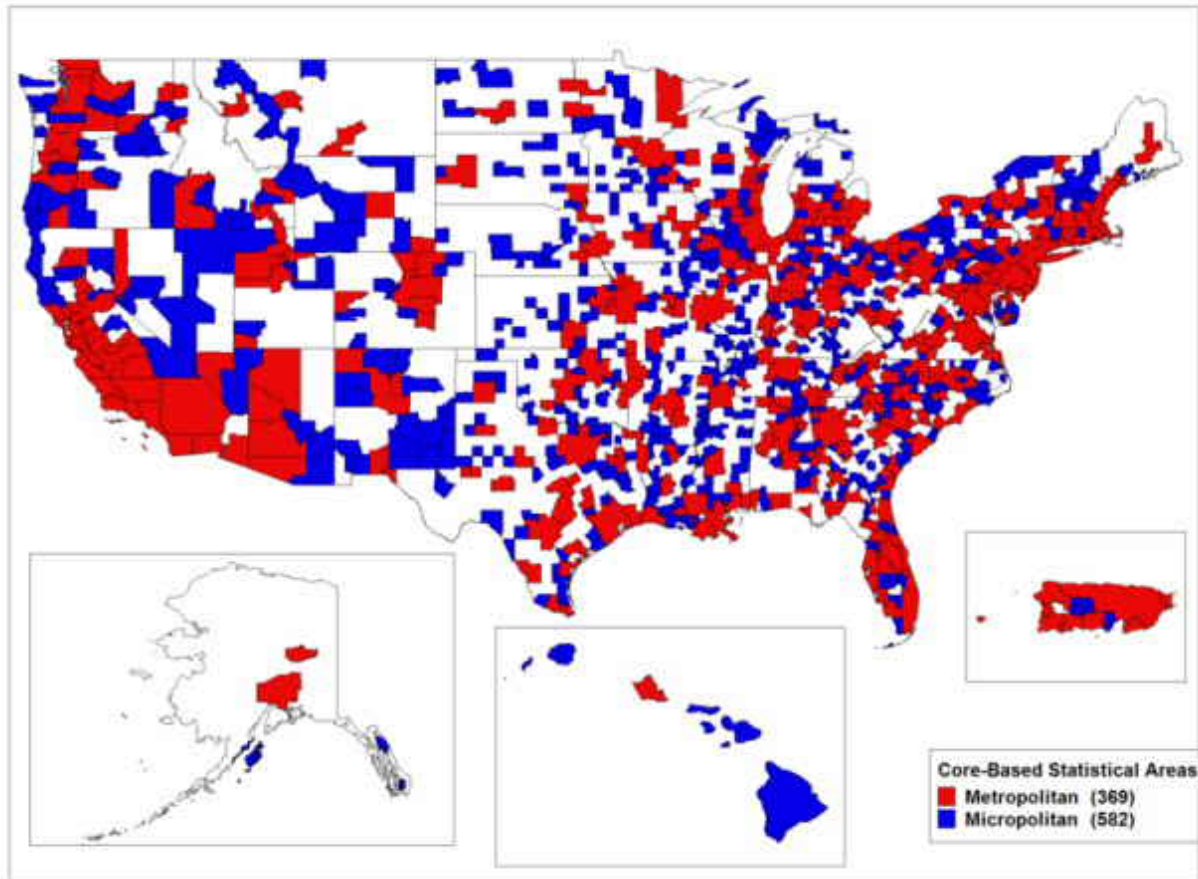 Core-Based Statistical Areas
Metropolitan (369)
Micropolitan (582)